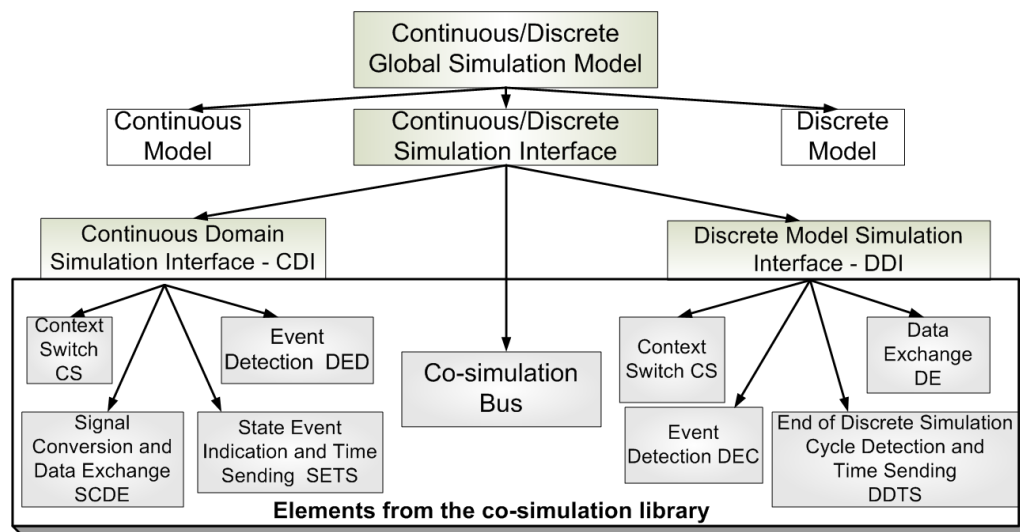 Continuous/Discrete
Global Simulation Model
Continuous
Model
Continuous/Discrete
Simulation Interface
Discrete
Model
Continuous Domain
Simulation Interface - CDI
Discrete Model Simulation
Interface - DDI
Context
Switch
CS
Event
Detection DED
Signal
Conversion and
Data Exchange
SCDE
State Event
Indication and Time
Sending SETS
Co-simulation
Bus
Context
Switch CS
Data
Exchange
DE
Event
Detection DEC
End of Discrete Simulation
Cycle Detection and
Time Sending
DDTS
Elements from the co-simulation library